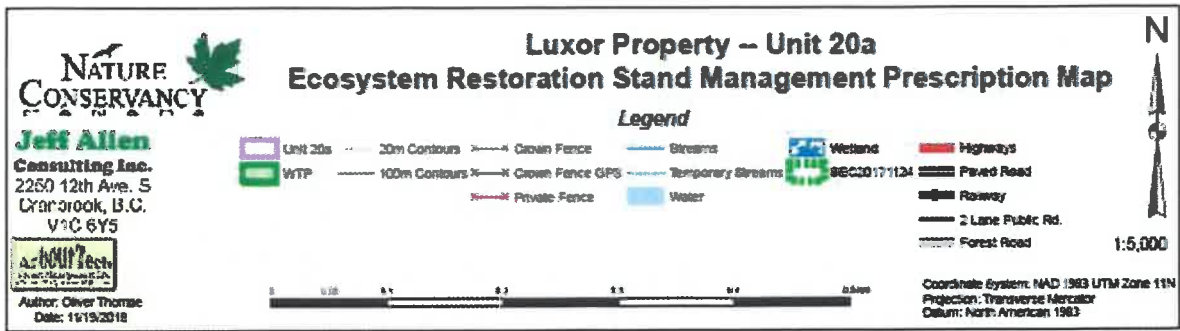 NATURE
CONSERVANCY
Jeff Allen
Consulting Inc.
2250 12th Ave. S
Cranbrook, B.C.
V1C 6Y5
Author: Oliver Thomae
Date: 11/19/2018
Luxor Property – Unit 20a
Ecosystem Restoration Stand Management Prescription Map
Legend
Unit 20a
WTP
20m Contours
100m Contours
Crown Fence
Crown Fence GPS
Private Fence
Streams
Temporary Streams
Water
Wetland
BEC20171124
Highways
Paved Road
Railway
2 Lane Public Rd.
Forest Road
N
1:5,000
Coordinate System: NAD 1983 UTM Zone 11N
Projection: Transverse Mercator
Datum: North American 1983